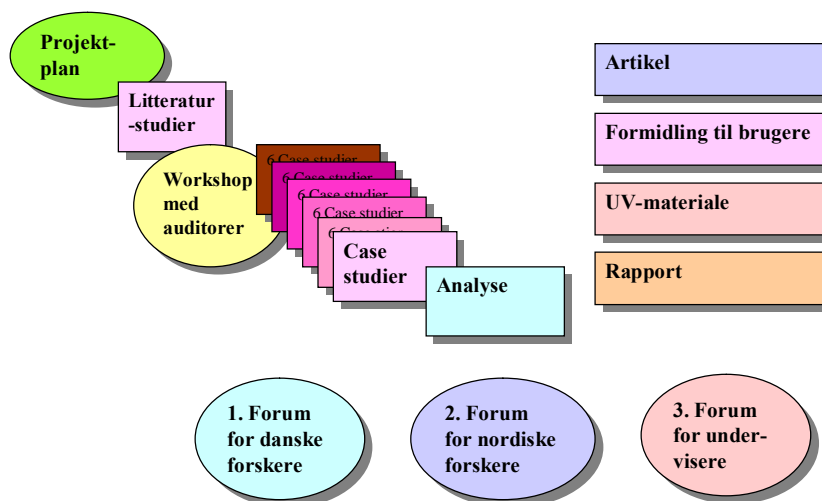 Projekt-
plan
Litteratur
-studier
Workshop
med
auditorer
6 Case studier
6 Case studier
6 Case studier
6 Case studier
Case
studier
Analyse
Artikel
Formidling til brugere
UV-materiale
Rapport
1. Forum
for danske
forskere
2. Forum
for nordiske
forskere
3. Forum
for under-
visere